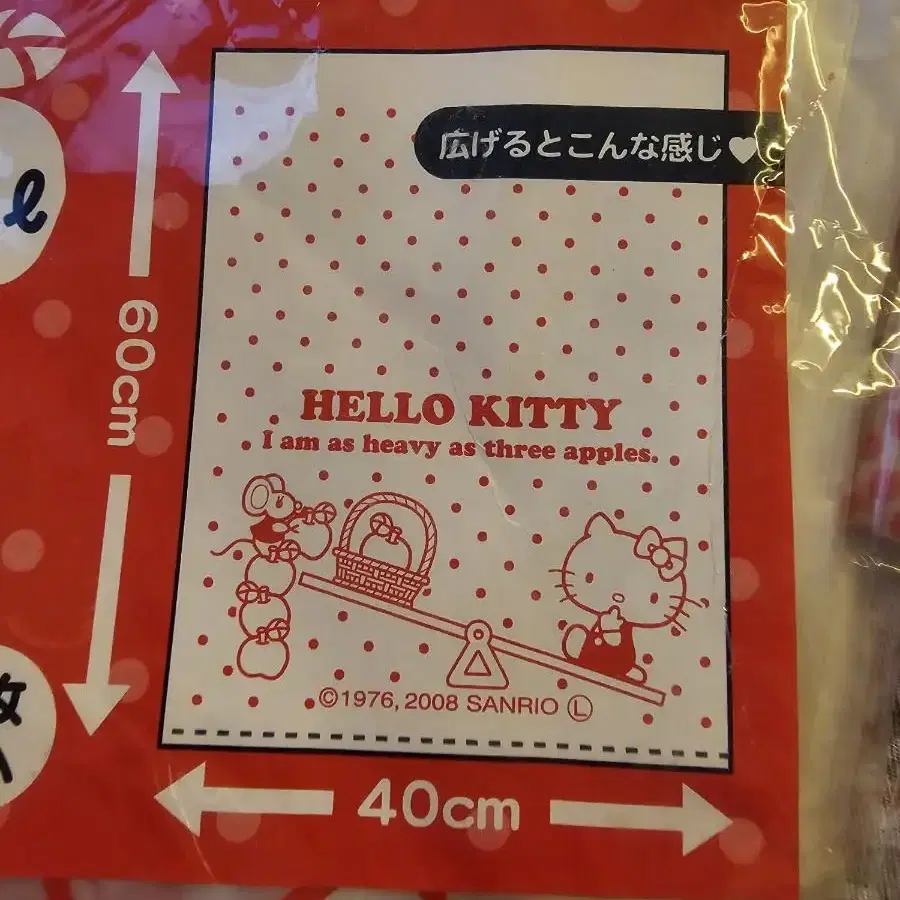 広げるとこんな感じ♥
ℓ
60cm
HELLO KITTY
I am as heavy as three apples.
©1976, 2008 SANRIO Ⓛ
40cm